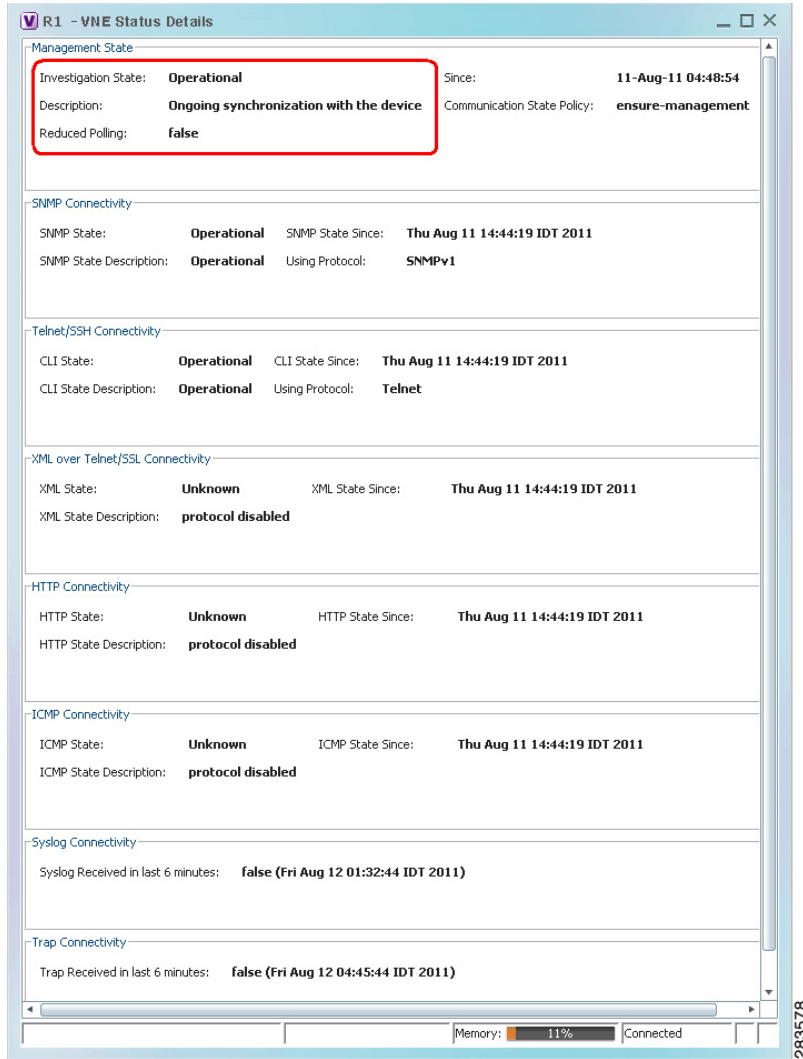 R1 - VNE Status Details
Management State
Investigation State: Operational Since: 11-Aug-11 04:48:54
Description: Ongoing synchronization with the device Communication State Policy: ensure-management
Reduced Polling: false
SNMP Connectivity
SNMP State: Operational SNMP State Since: Thu Aug 11 14:44:19 IDT 2011
SNMP State Description: Operational Using Protocol: SNMPv1
Telnet/SSH Connectivity
CLI State: Operational CLI State Since: Thu Aug 11 14:44:19 IDT 2011
CLI State Description: Operational Using Protocol: Telnet
XML over Telnet/SSL Connectivity
XML State: Unknown XML State Since: Thu Aug 11 14:44:19 IDT 2011
XML State Description: protocol disabled
HTTP Connectivity
HTTP State: Unknown HTTP State Since: Thu Aug 11 14:44:19 IDT 2011
HTTP State Description: protocol disabled
ICMP Connectivity
ICMP State: Unknown ICMP State Since: Thu Aug 11 14:44:19 IDT 2011
ICMP State Description: protocol disabled
Syslog Connectivity
Syslog Received in last 6 minutes: false (Fri Aug 12 01:32:44 IDT 2011)
Trap Connectivity
Trap Received in last 6 minutes: false (Fri Aug 12 04:45:44 IDT 2011)
Memory: 11% Connected
283578